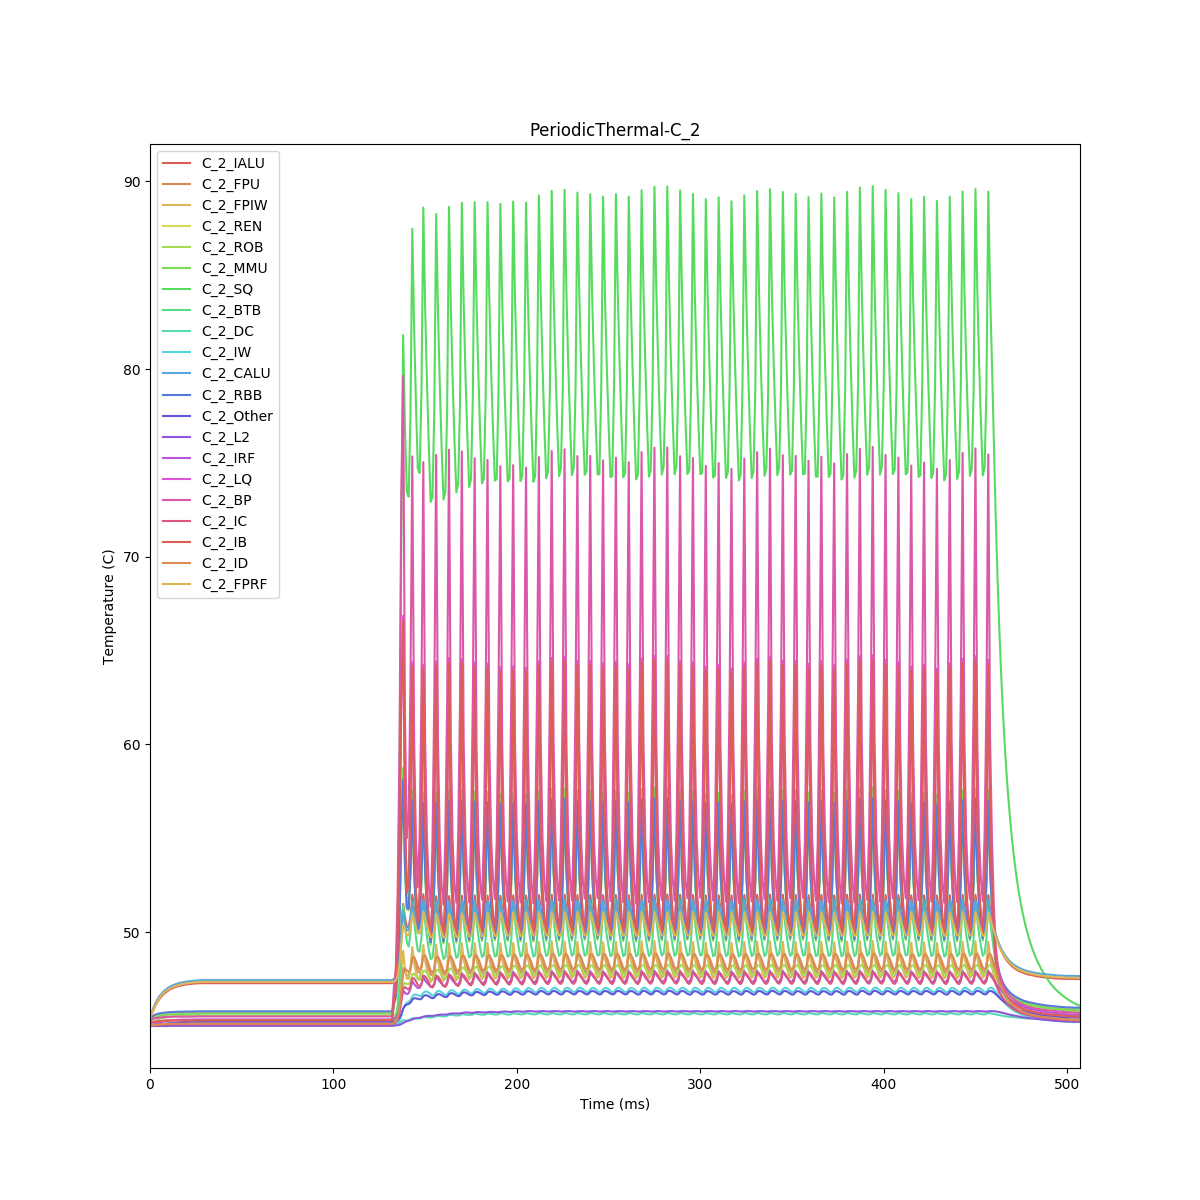 PeriodicThermal-C_2
C_2_IALU
C_2_FPU
C_2_FPIW
C_2_REN
C_2_ROB
C_2_MMU
C_2_SQ
C_2_BTB
C_2_DC
C_2_IW
C_2_CALU
C_2_RBB
C_2_Other
C_2_L2
C_2_IRF
C_2_LQ
C_2_BP
C_2_IC
C_2_IB
C_2_ID
C_2_FPRF
90
80
70
60
50
Temperature (C)
0 100 200 300 400 500
Time (ms)